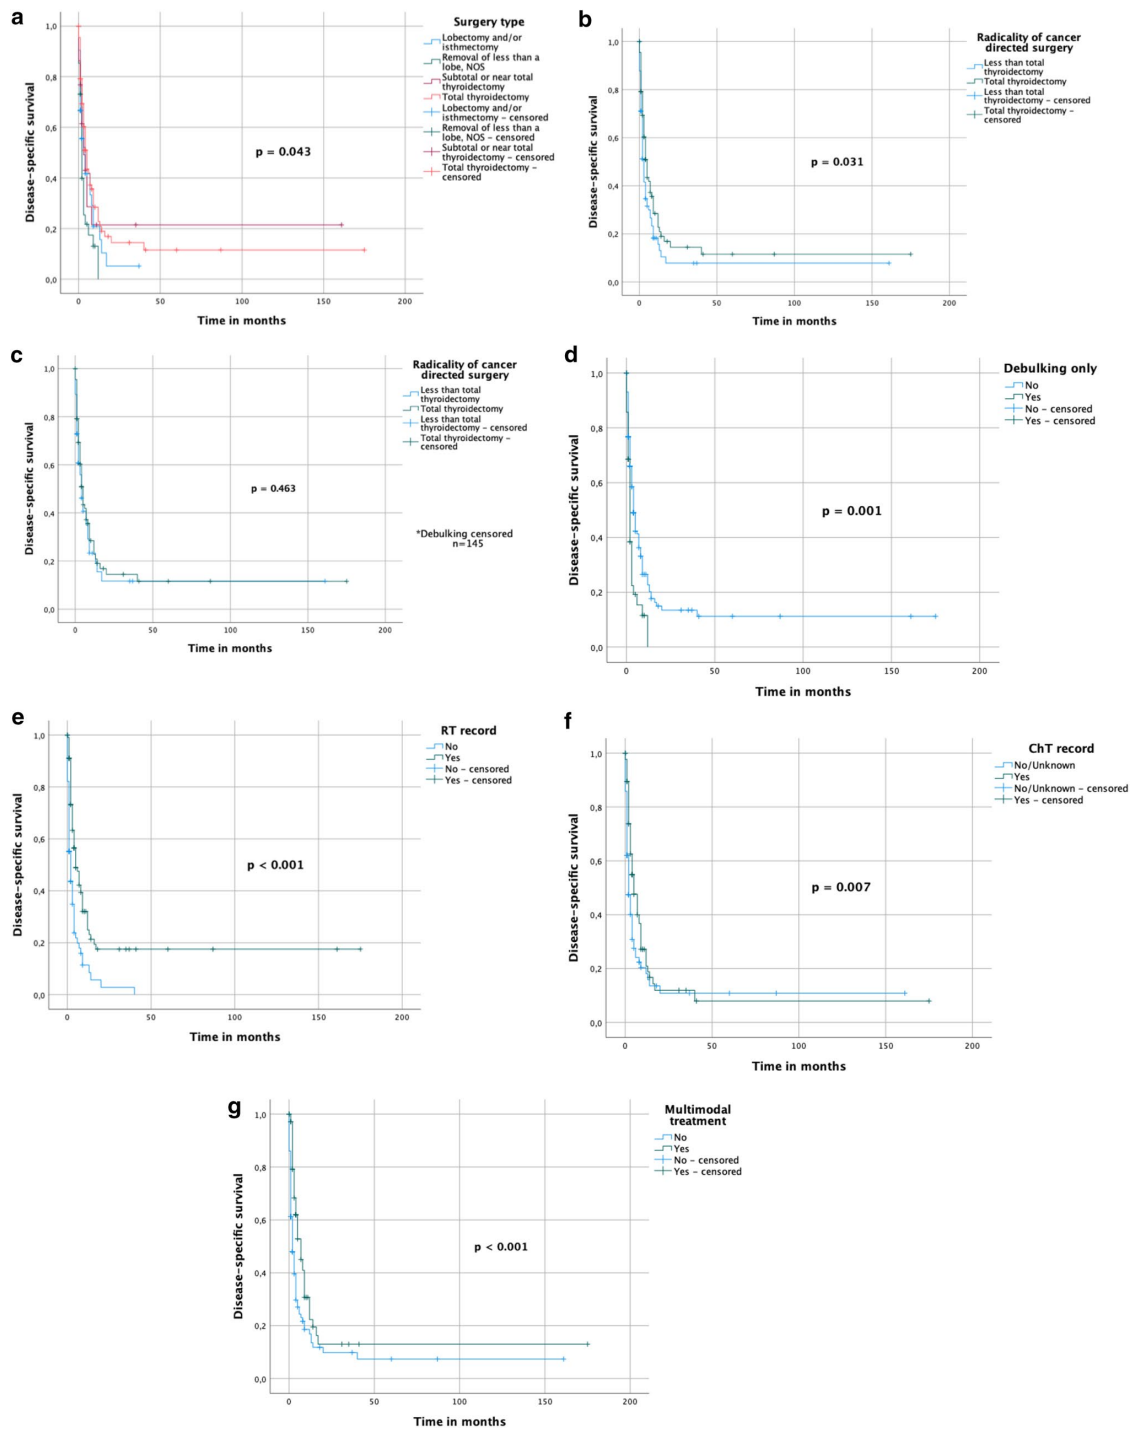 a
Surgery type
Lobectomy and/or
isthmectomy
Removal of less than a
lobe, NOS
Subtotal or near total
thyroidectomy
Total thyroidectomy
Lobectomy and/or
isthmectomy – censored
Removal of less than a
lobe, NOS – censored
Subtotal or near total
thyroidectomy – censored
Total thyroidectomy –
censored
Disease–specific survival
1,0
0,8
0,6
0,4
0,2
0,0
p = 0.043
0
50
100
150
200
Time in months
b
Radicality of cancer
directed surgery
Less than total
thyroidectomy
Total thyroidectomy
Less than total
thyroidectomy – censored
Total thyroidectomy –
censored
Disease–specific survival
1,0
0,8
0,6
0,4
0,2
0,0
p = 0.031
0
50
100
150
200
Time in months
c
Radicality of cancer
directed surgery
Less than total
thyroidectomy
Total thyroidectomy
Less than total
thyroidectomy – censored
Total thyroidectomy –
censored
Disease–specific survival
1,0
0,8
0,6
0,4
0,2
0,0
p = 0.463
*Debulking censored
n=145
0
50
100
150
200
Time in months
d
Debulking only
No
Yes
No – censored
Yes – censored
Disease–specific survival
1,0
0,8
0,6
0,4
0,2
0,0
p = 0.001
0
50
100
150
200
Time in months
e
RT record
No
Yes
No – censored
Yes – censored
Disease–specific survival
1,0
0,8
0,6
0,4
0,2
0,0
p < 0.001
0
50
100
150
200
Time in months
f
ChT record
No/Unknown
Yes
No/Unknown – censored
Yes – censored
Disease–specific survival
1,0
0,8
0,6
0,4
0,2
0,0
p = 0.007
0
50
100
150
200
Time in months
g
Multimodal
treatment
No
Yes
No – censored
Yes – censored
Disease–specific survival
1,0
0,8
0,6
0,4
0,2
0,0
p < 0.001
0
50
100
150
200
Time in months